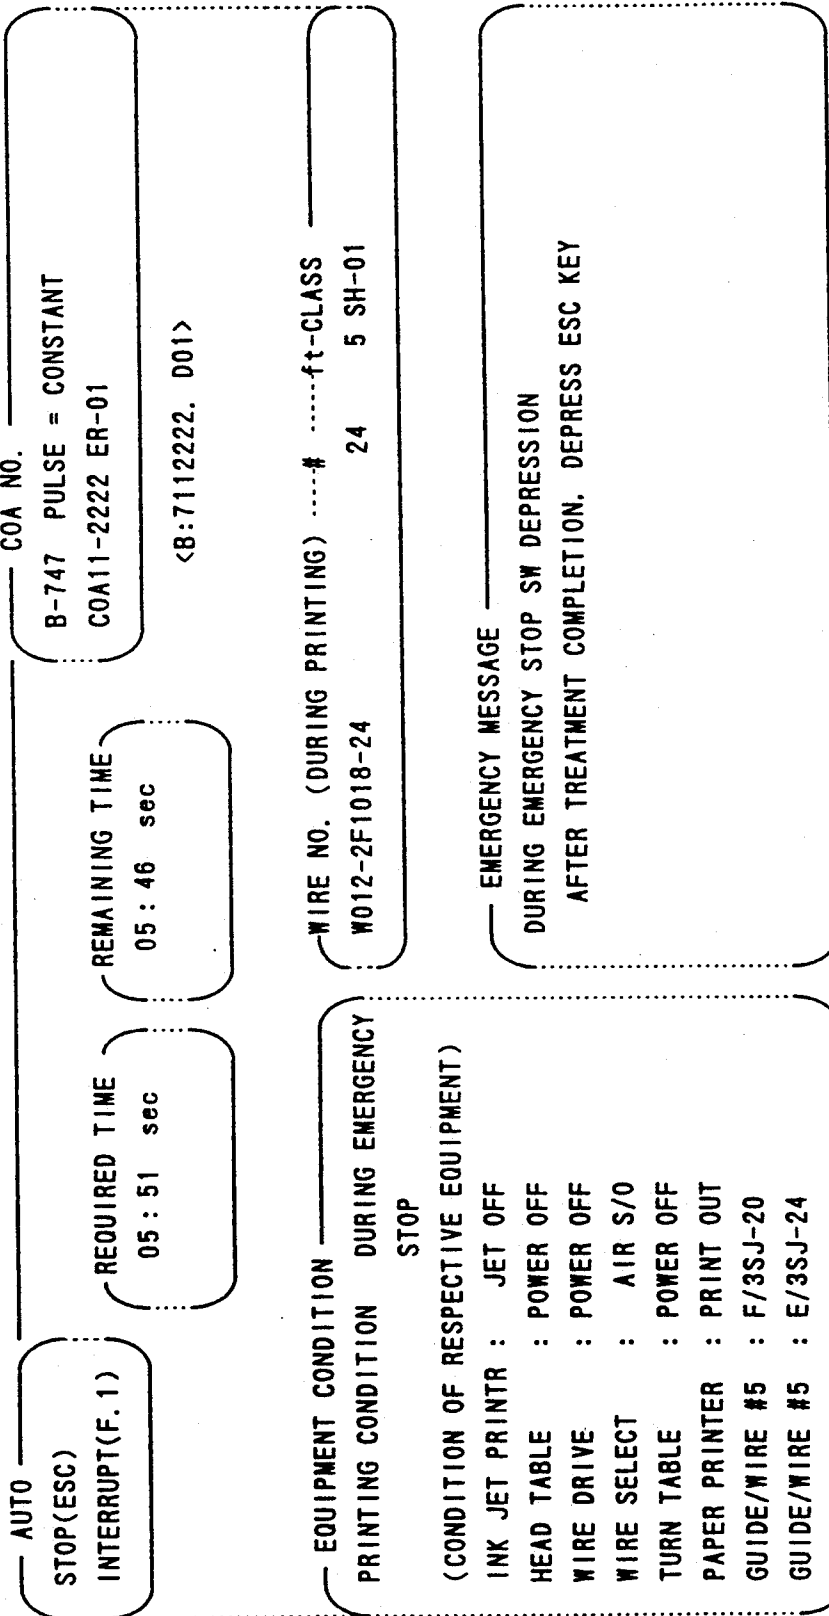 AUTO
STOP(ESC)
INTERRUPT(F.1)
REQUIRED TIME
05:51 sec
REMAINING TIME
05:46 sec
COA NO.
B-747 PULSE = CONSTANT
COA11-2222 ER-01
<B:7112222. D01>
EQUIPMENT CONDITION
PRINTING CONDITION DURING EMERGENCY
STOP
(CONDITION OF RESPECTIVE EQUIPMENT)
INK JET PRINTR : JET OFF
HEAD TABLE : POWER OFF
WIRE DRIVE : POWER OFF
WIRE SELECT : AIR S/O
TURN TABLE : POWER OFF
PAPER PRINTER : PRINT OUT
GUIDE/WIRE #5 : F/3SJ-20
GUIDE/WIRE #5 : E/3SJ-24
WIRE NO. (DURING PRINTING) ----# -----ft-CLASS
W012-2F1018-24 24 5 SH-01
EMERGENCY MESSAGE
DURING EMERGENCY STOP SW DEPRESSION
AFTER TREATMENT COMPLETION. DEPRESS ESC KEY